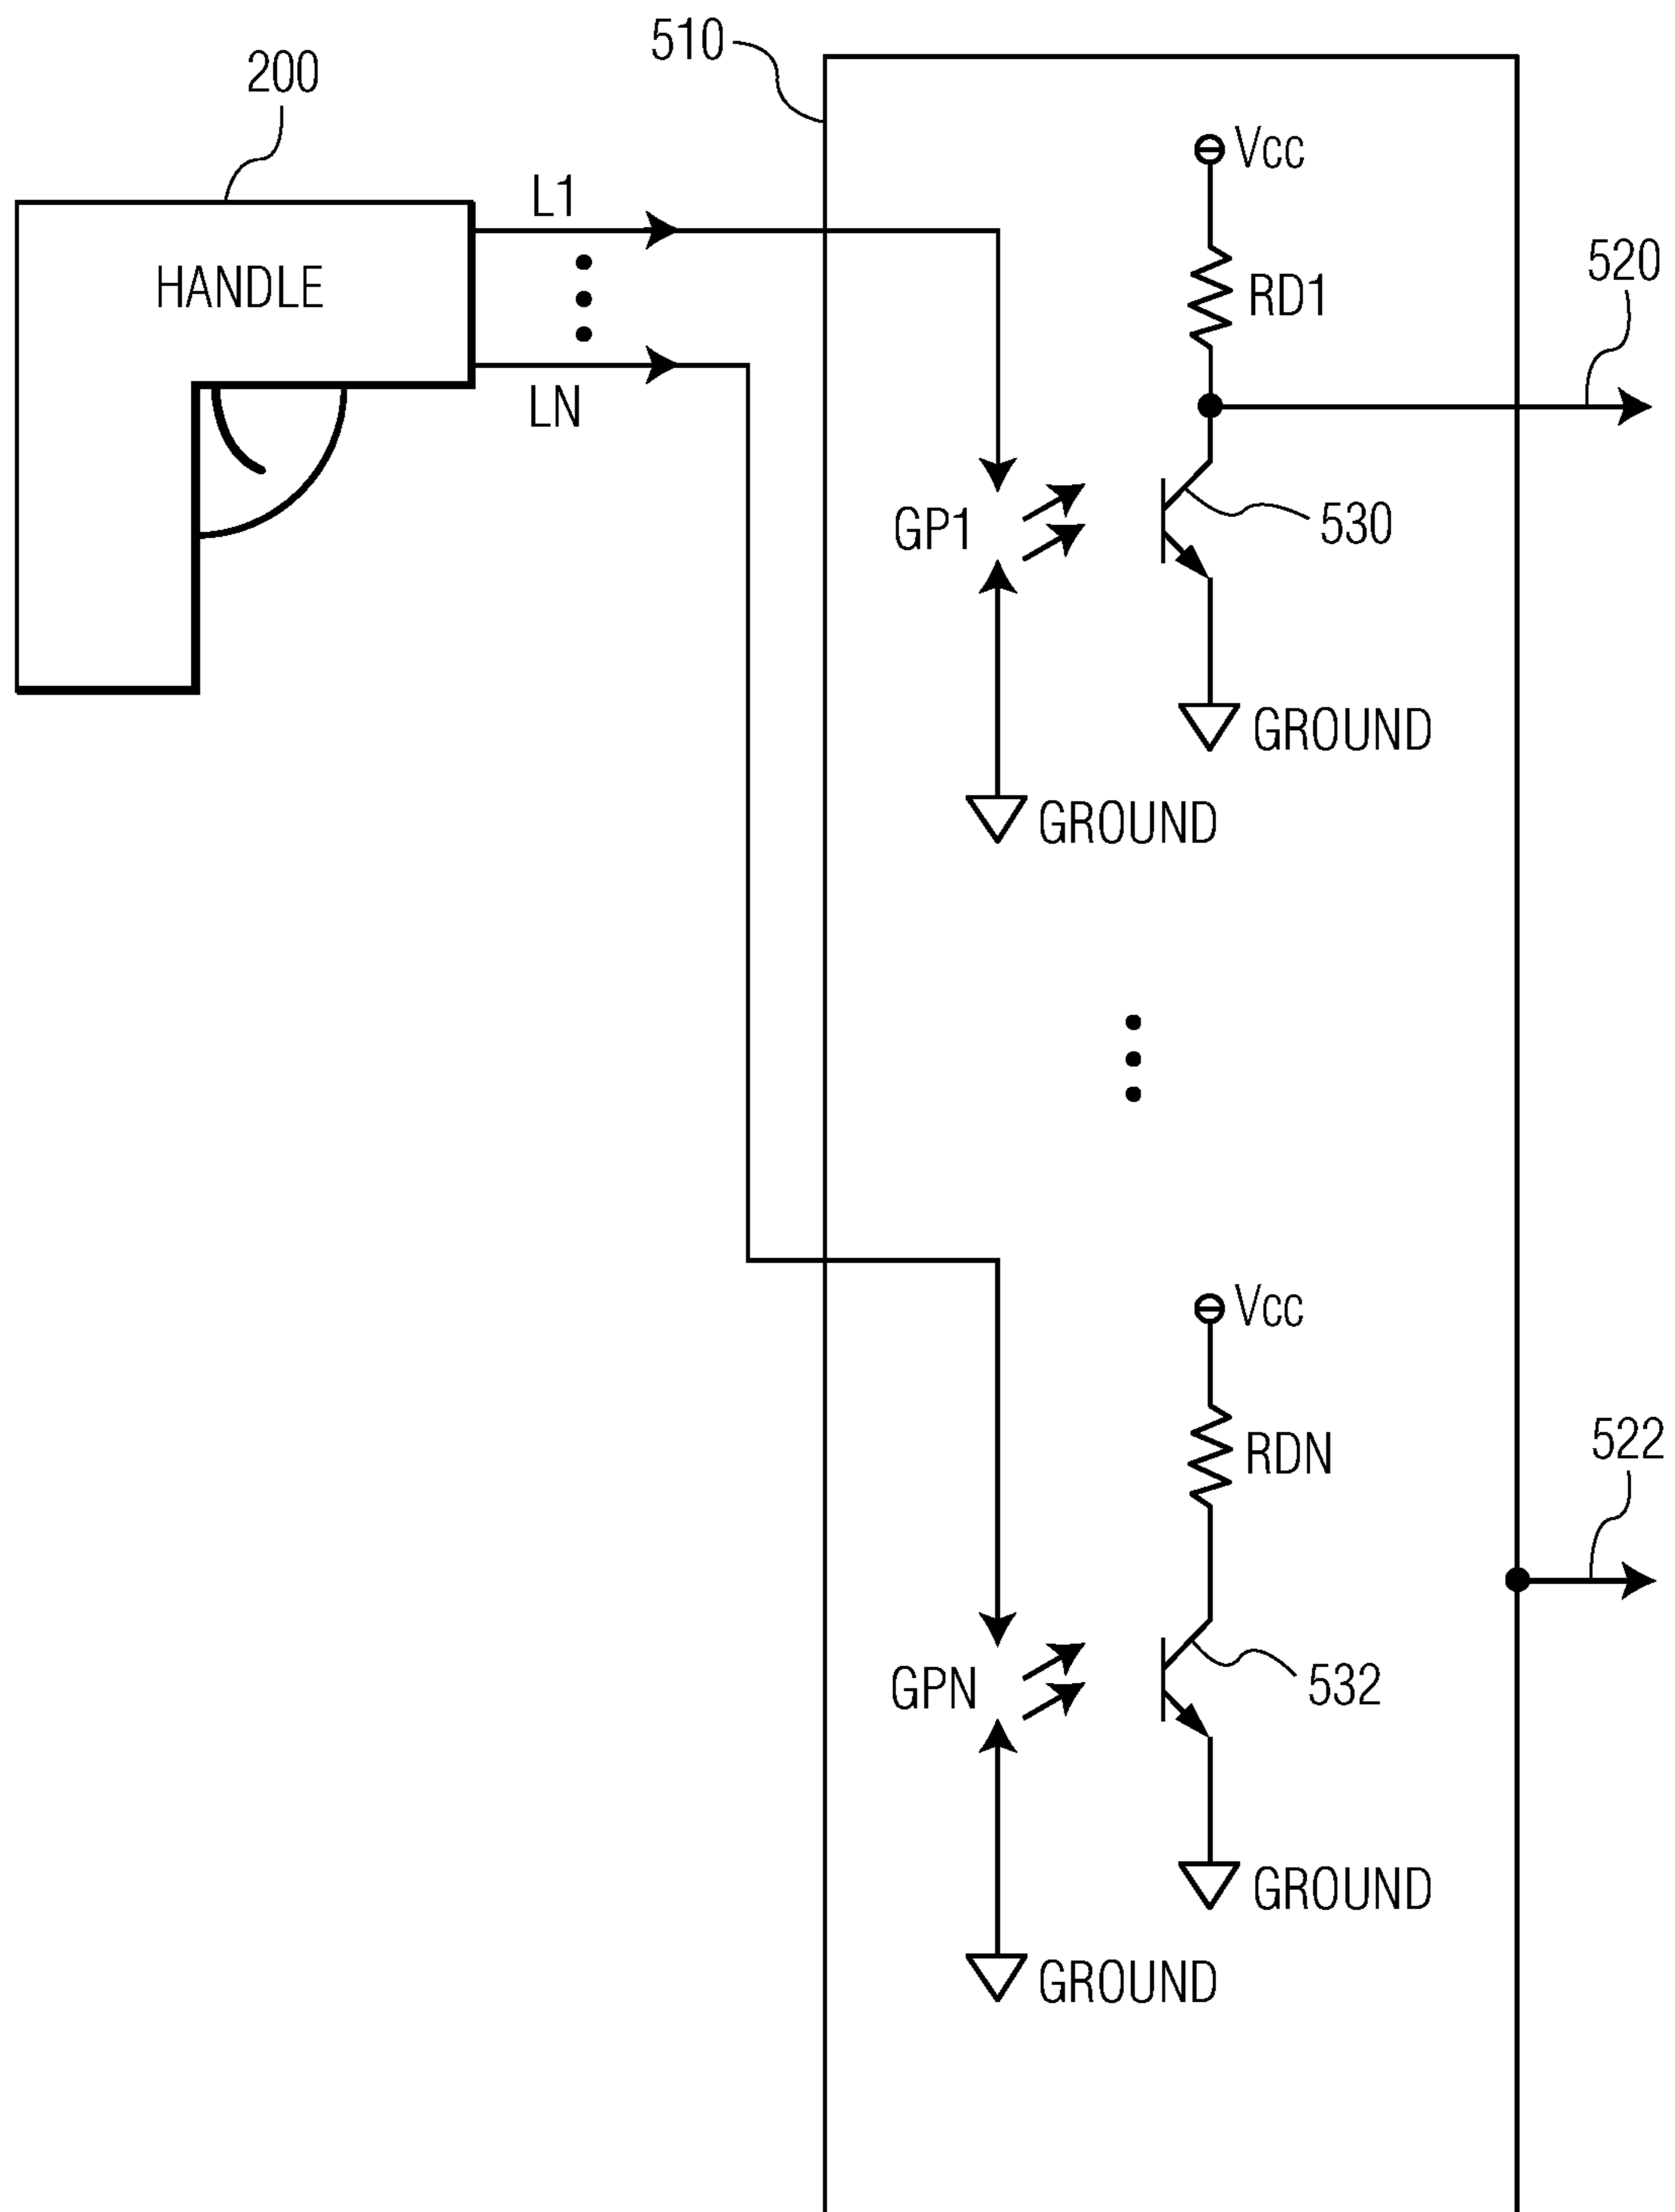 510
200
Vcc
L1
520
HANDLE
RD1
LN
GP1
530
GROUND
GROUND
Vcc
522
RDN
GPN
532
GROUND
GROUND